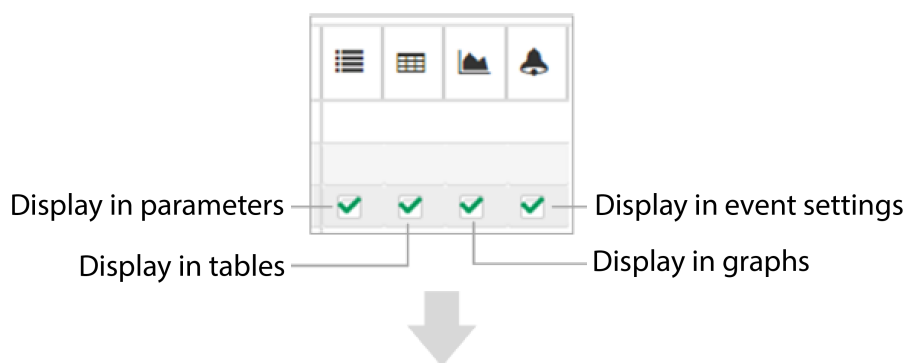 Display in parameters
Display in event settings
Display in tables
Display in graphs